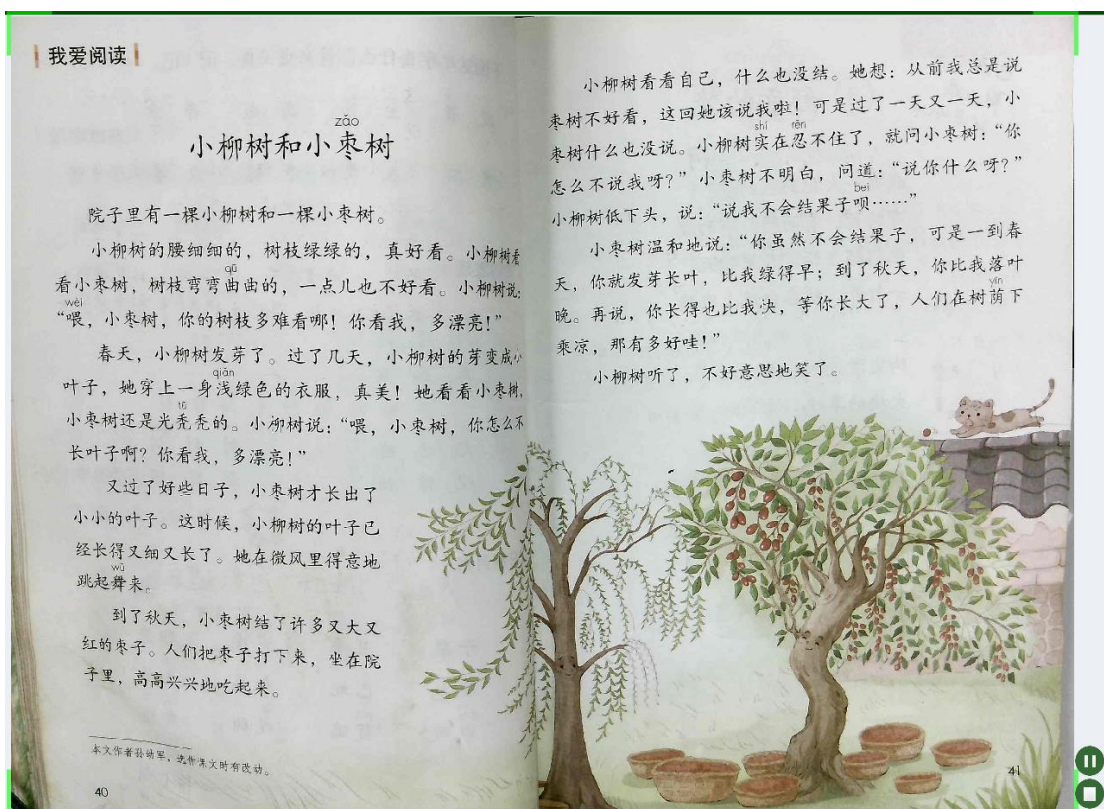 我爱阅读
zǎo
小柳树和小枣树
院子里有一棵小柳树和一棵小枣树。
小柳树的腰细细的，树枝绿绿的，真好看。小柳树看
qū
看小枣树，树枝弯弯曲曲的，一点儿也不好看。小柳树说：
wèi
“喂，小枣树，你的树枝多难看哪！你看我，多漂亮！”
春天，小柳树发芽了。过了几天，小柳树的芽变成小
qiǎn
叶子，她穿上一身浅绿色的衣服，真美！她看看小枣树，
tū
小枣树还是光秃秃的。小柳树说：“喂，小枣树，你怎么不
长叶子啊？你看我，多漂亮！”
又过了好些日子，小枣树才长出了
小小的叶子。这时候，小柳树的叶子已
经长得又细又长了。她在微风里得意地
wǔ
跳起舞来。
到了秋天，小枣树结了许多又大又
红的枣子。人们把枣子打下来，坐在院
子里，高高兴兴地吃起来。
本文作者孙幼军，选作课文时有改动。
40
小柳树看看自己，什么也没结。她想：从前我总是说
枣树不好看，这回她该说我啦！可是过了一天又一天，小
shí rěn
枣树什么也没说。小柳树实在忍不住了，就问小枣树：“你
怎么不说我呀？”小枣树不明白，问道：“说你什么呀？”
bei
小柳树低下头，说：“说我不会结果子呗……”
小枣树温和地说：“你虽然不会结果子，可是一到春
天，你就发芽长叶，比我绿得早；到了秋天，你比我落叶
yīn
晚。再说，你长得也比我快，等你长大了，人们在树荫下
乘凉，那有多好哇！”
小柳树听了，不好意思地笑了。
41